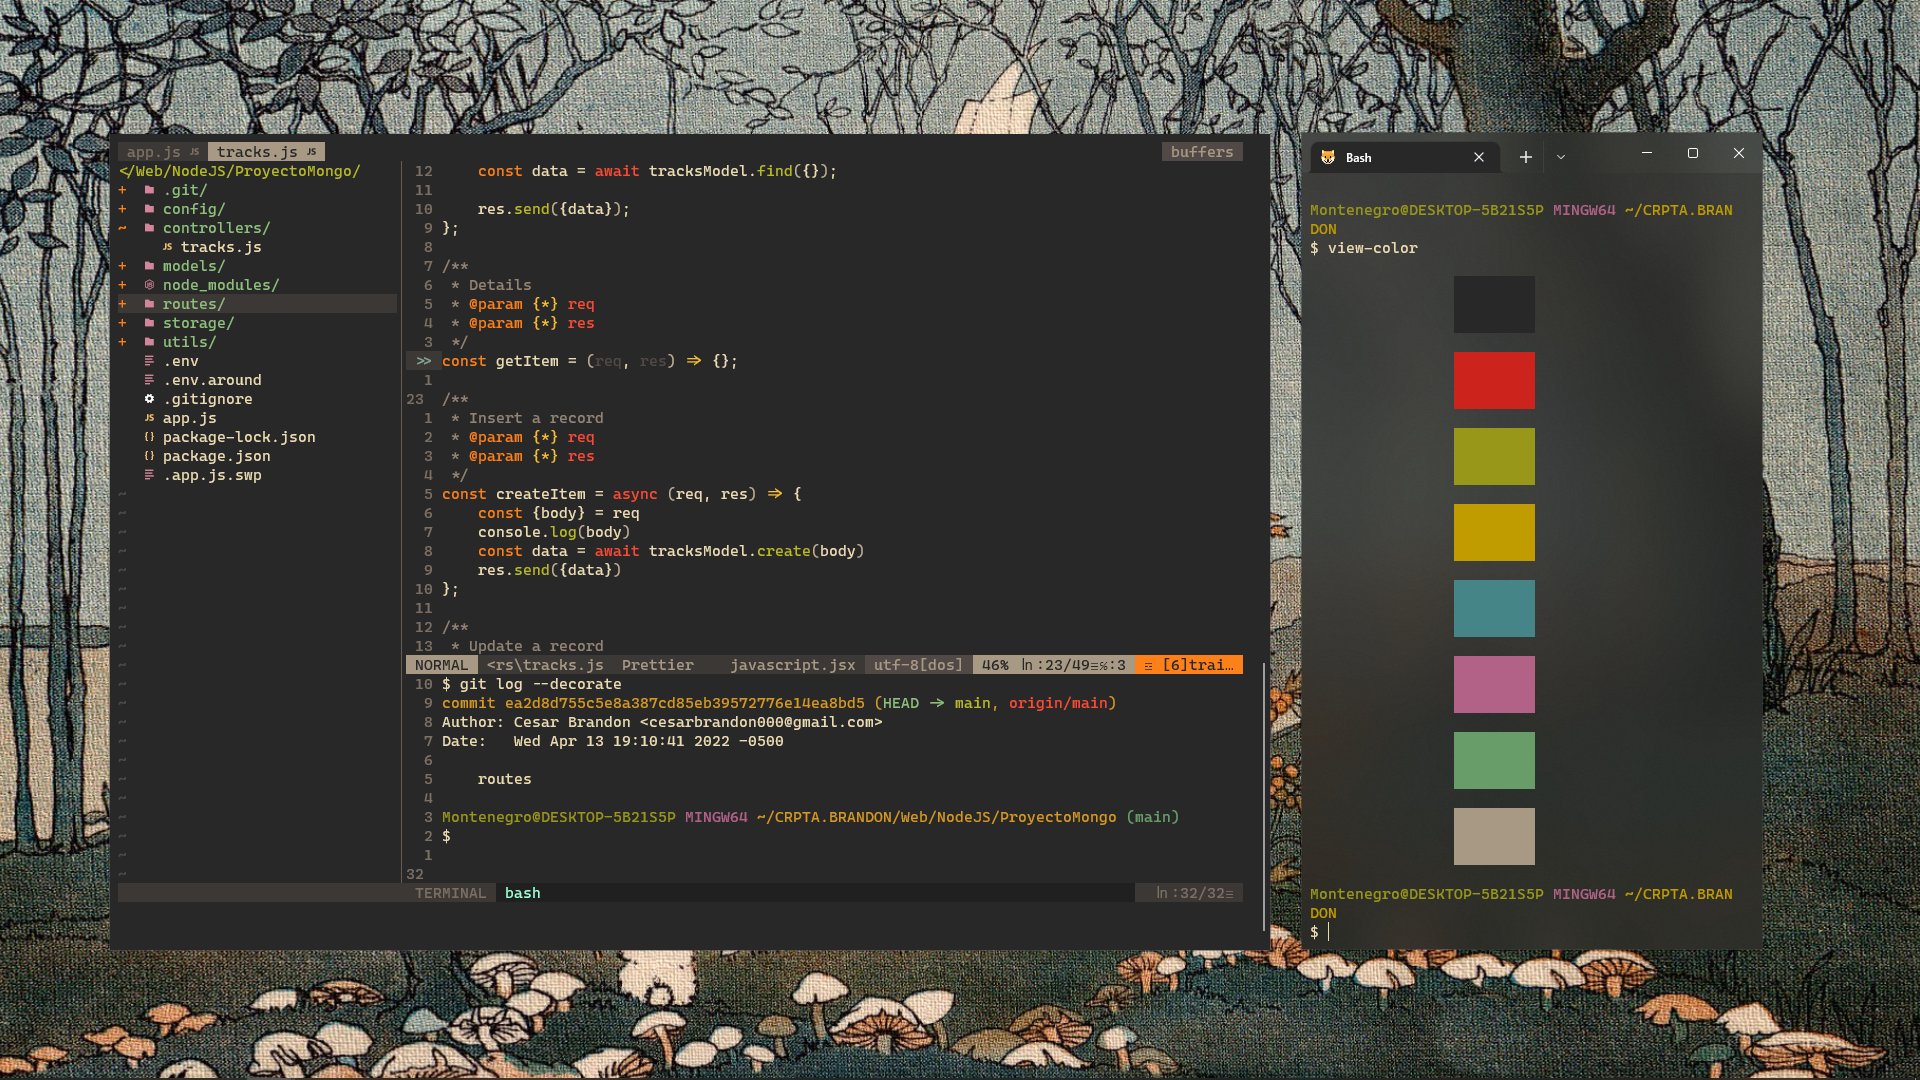 app.js JS tracks.js JS buffers
</Web/NodeJS/ProyectoMongo/
+ .git/
+ config/
~ controllers/
JS tracks.js
+ models/
+ node_modules/
+ routes/
+ storage/
+ utils/
.env
.env.around
.gitignore
JS app.js
{} package-lock.json
{} package.json
.app.js.swp
12 const data = await tracksModel.find({});
11
10 res.send({data});
9 };
8
7 /**
6 * Details
5 * @param {*} req
4 * @param {*} res
3 */
>> const getItem = (req, res) => {};
1
23 /**
1 * Insert a record
2 * @param {*} req
3 * @param {*} res
4 */
5 const createItem = async (req, res) => {
6 const {body} = req
7 console.log(body)
8 const data = await tracksModel.create(body)
9 res.send({data})
10 };
11
12 /**
13 * Update a record
NORMAL <rs\tracks.js Prettier javascript.jsx utf-8[dos] 46% ln:23/49≡%:3 ☲ [6]trai…
10 $ git log --decorate
9 commit ea2d8d755c5e8a387cd85eb39572776e14ea8bd5 (HEAD -> main, origin/main)
8 Author: Cesar Brandon <cesarbrandon000@gmail.com>
7 Date: Wed Apr 13 19:10:41 2022 -0500
6
5 routes
4
3 Montenegro@DESKTOP-5B21S5P MINGW64 ~/CRPTA.BRANDON/Web/NodeJS/ProyectoMongo (main)
2 $
1
32
TERMINAL bash ln:32/32≡
Bash
Montenegro@DESKTOP-5B21S5P MINGW64 ~/CRPTA.BRAN
DON
$ view-color
Montenegro@DESKTOP-5B21S5P MINGW64 ~/CRPTA.BRAN
DON
$